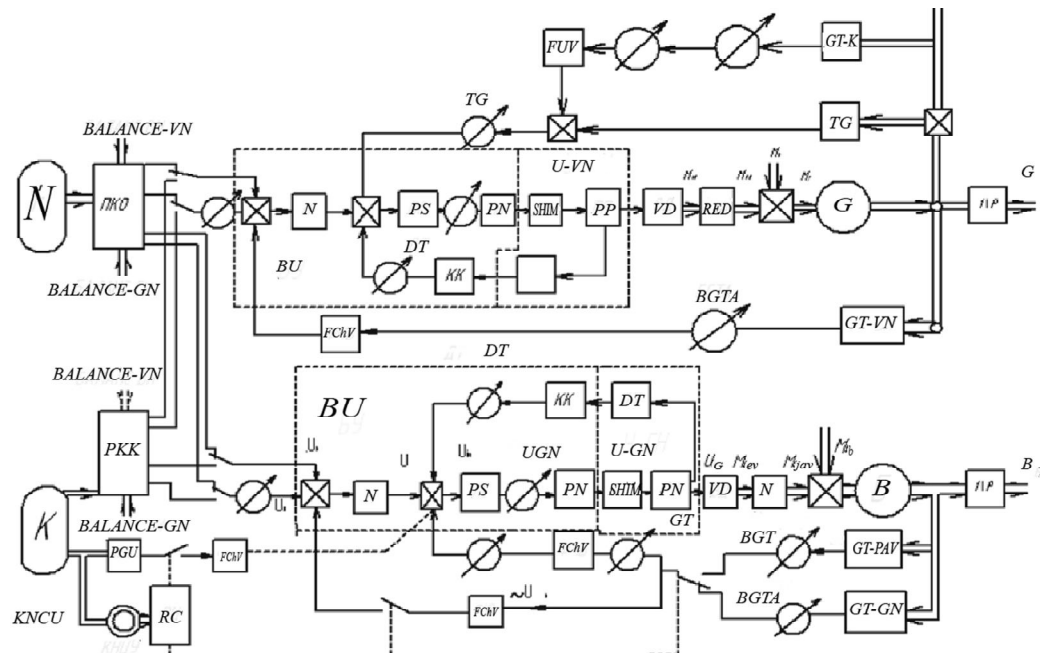 FUV
GT-K
TG
TG
BALANCE-VN
U-VN
G
N
ПКО
N
PS
PN
SHIM
PP
VD
RED
G
DT
BU
KK
BALANCE-GN
BGTA
FChV
GT-VN
DT
BALANCE-VN
BU
KK
DT
PKK
U
UGN
U-GN
U_G
N
PS
PN
SHIM
PN
VD
N
B
B
GT
K
BALANCE-GN
PGU
FChV
FChV
BGT
GT-PAV
KNCU
RC
~U
FChV
BGTA
GT-GN